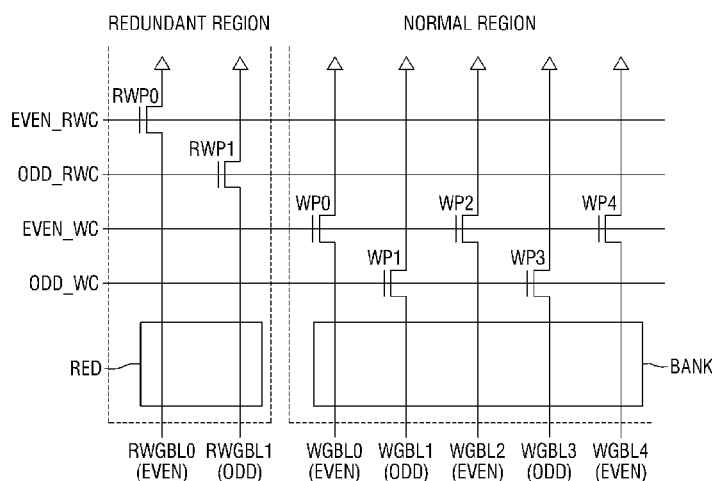 REDUNDANT REGION
NORMAL REGION
RWP0
EVEN_RWC
RWP1
ODD_RWC
WP0
WP2
WP4
EVEN_WC
WP1
WP3
ODD_WC
RED
BANK
RWGBL0 RWGBL1 WGBL0 WGBL1 WGBL2 WGBL3 WGBL4
(EVEN) (ODD) (EVEN) (ODD) (EVEN) (ODD) (EVEN)